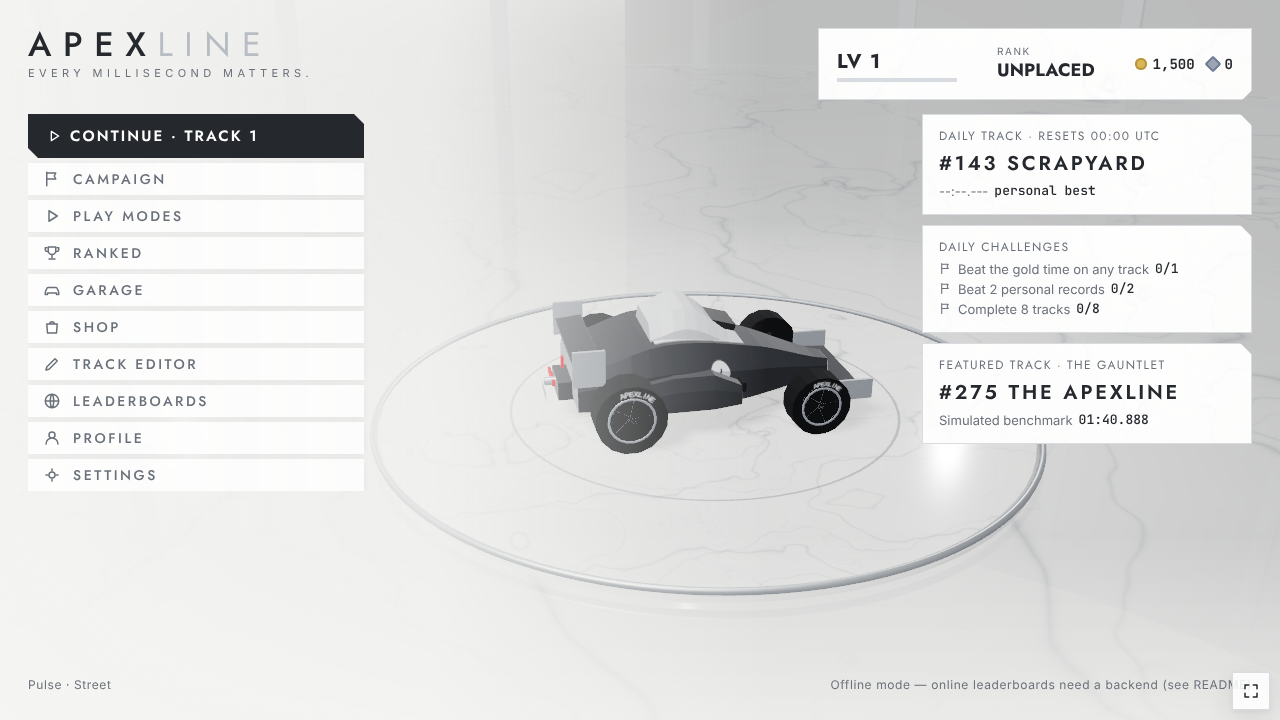 APEXLINE
EVERY MILLISECOND MATTERS.
LV 1
RANK
UNPLACED
1,500
0
CONTINUE · TRACK 1
CAMPAIGN
PLAY MODES
RANKED
GARAGE
SHOP
TRACK EDITOR
LEADERBOARDS
PROFILE
SETTINGS
DAILY TRACK · RESETS 00:00 UTC
#143 SCRAPYARD
--:--.--- personal best
DAILY CHALLENGES
Beat the gold time on any track 0/1
Beat 2 personal records 0/2
Complete 8 tracks 0/8
FEATURED TRACK · THE GAUNTLET
#275 THE APEXLINE
Simulated benchmark 01:40.888
APEXLINE
APEXLINE
Pulse · Street
Offline mode — online leaderboards need a backend (see